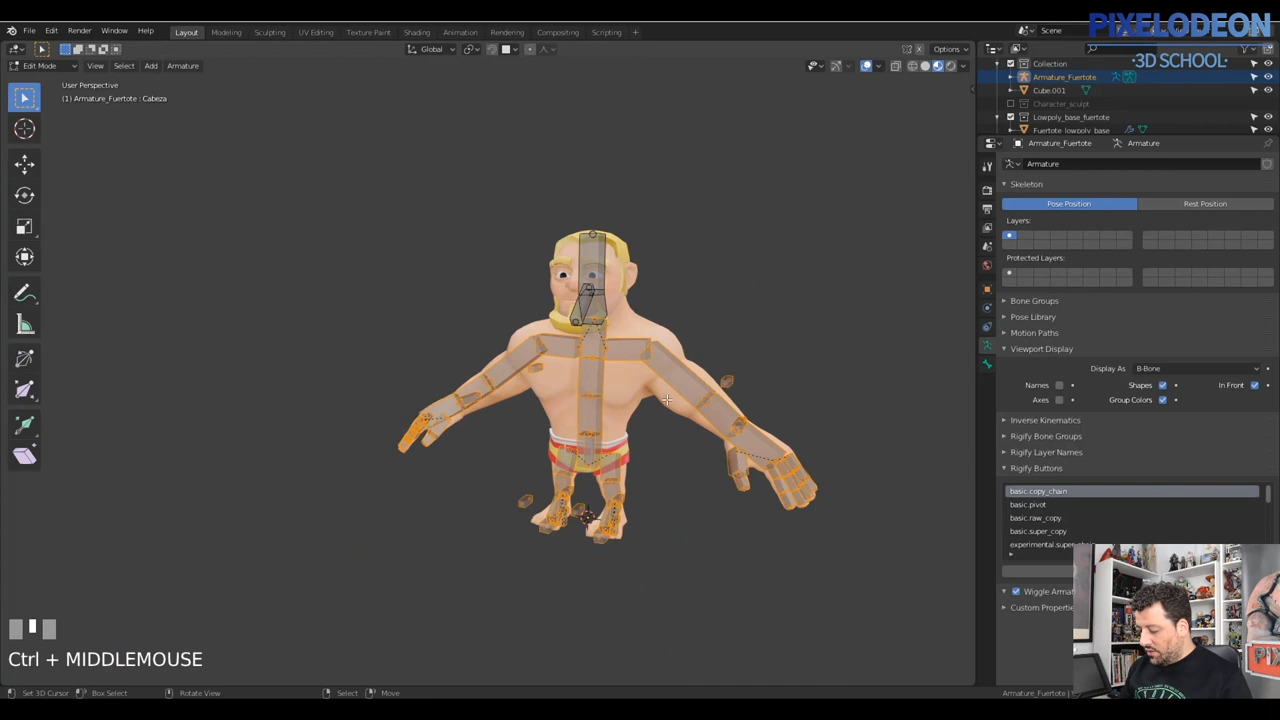 PIXELODEON
·3D SCHOOL·
File Edit Render Window Help
Layout Modeling Sculpting UV Editing Texture Paint Shading Animation Rendering Compositing Scripting +
Scene
Global
Options
Edit Mode View Select Add Armature
User Perspective
(1) Armature_Fuertote : Cabeza
Collection
Armature_Fuertote
Cube.001
Character_sculpt
Lowpoly_base_fuertote
Fuertote_lowpoly_base
Armature_Fuertote Armature
Armature
Skeleton
Pose Position Rest Position
Layers:
Protected Layers:
Bone Groups
Pose Library
Motion Paths
Viewport Display
Display As B-Bone
Names Shapes In Front
Axes Group Colors
Inverse Kinematics
Rigify Bone Groups
Rigify Layer Names
Rigify Buttons
basic.copy_chain
basic.pivot
basic.raw_copy
basic.super_copy
Wiggle
Custom
Ctrl + MIDDLEMOUSE
Set 3D Cursor Box Select Rotate View Select Move